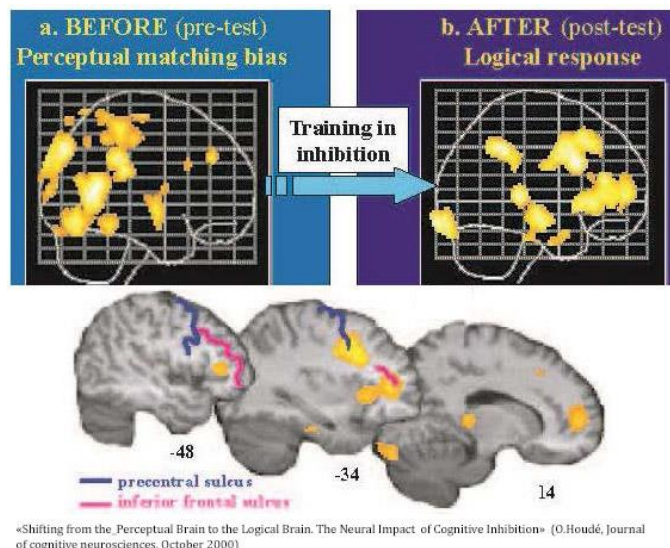 a. BEFORE (pre-test)
Perceptual matching bias
b. AFTER (post-test)
Logical response
Training in
inhibition
-48
-34
14
precentral sulcus
inferior frontal sulcus
«Shifting from the_Perceptual Brain to the Logical Brain. The Neural Impact of Cognitive Inhibition» (O.Houdé, Journal
of cognitive neurosciences, October 2000)